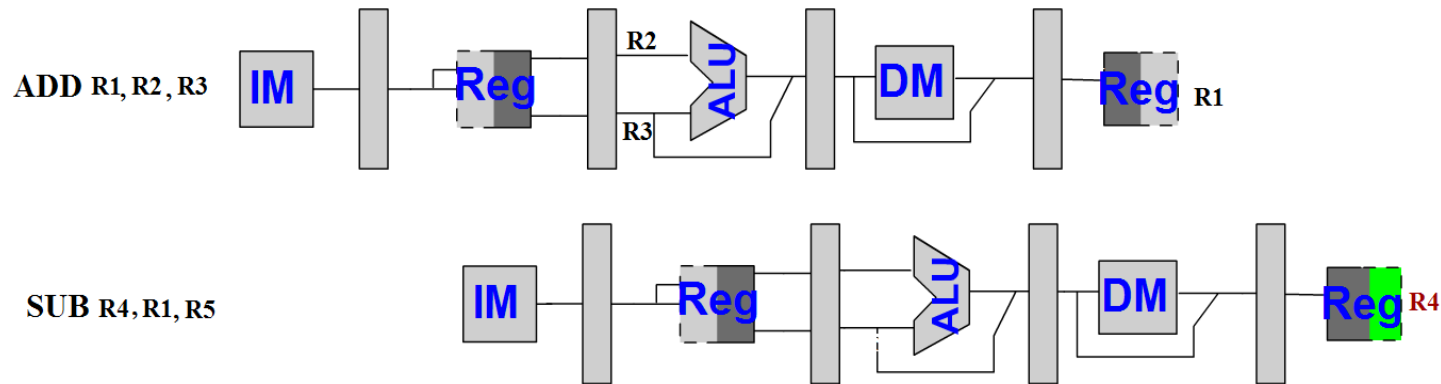 R2
ADD R1, R2, R3 IM Reg ALU DM Reg R1
R3
SUB R4, R1, R5 IM Reg ALU DM Reg R4